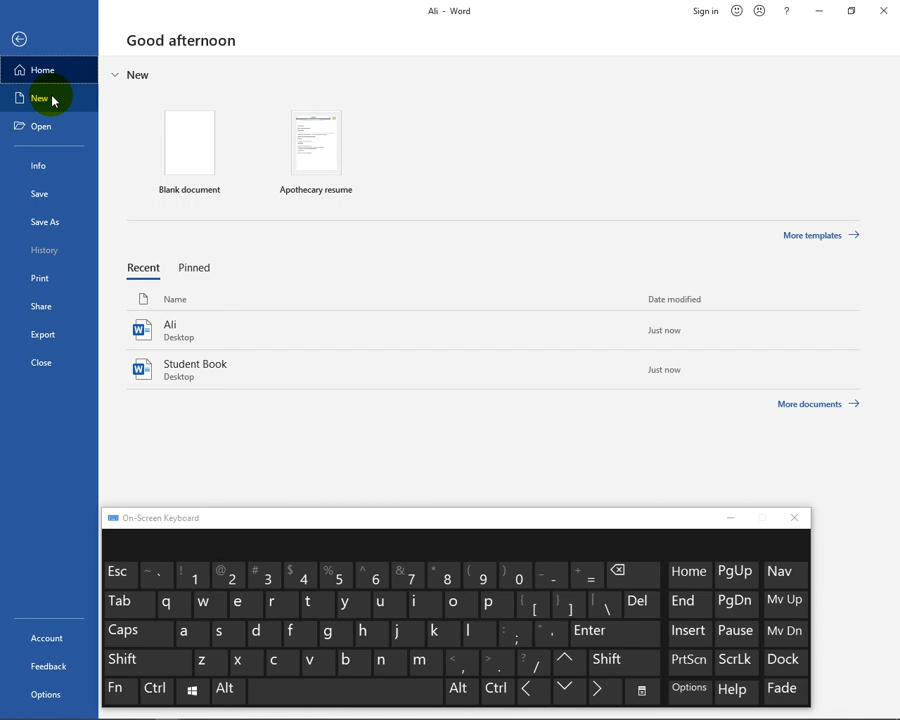 Ali - Word
Sign in
?
Good afternoon
Home
New
Open
Info
Save
Save As
History
Print
Share
Export
Close
Account
Feedback
Options
New
Blank document
Apothecary resume
More templates
Recent Pinned
Name Date modified
Ali
Desktop
Just now
Student Book
Desktop
Just now
More documents
On-Screen Keyboard
Esc ~ ` ! 1 @ 2 # 3 $ 4 % 5 ^ 6 & 7 * 8 ( 9 ) 0 _ - + = Home PgUp Nav
Tab q w e r t y u i o p { [ } ] | \ Del End PgDn Mv Up
Caps a s d f g h j k l : ; " ' Enter Insert Pause Mv Dn
Shift z x c v b n m < , > . ? / Shift PrtScn ScrLk Dock
Fn Ctrl Alt Alt Ctrl Options Help Fade